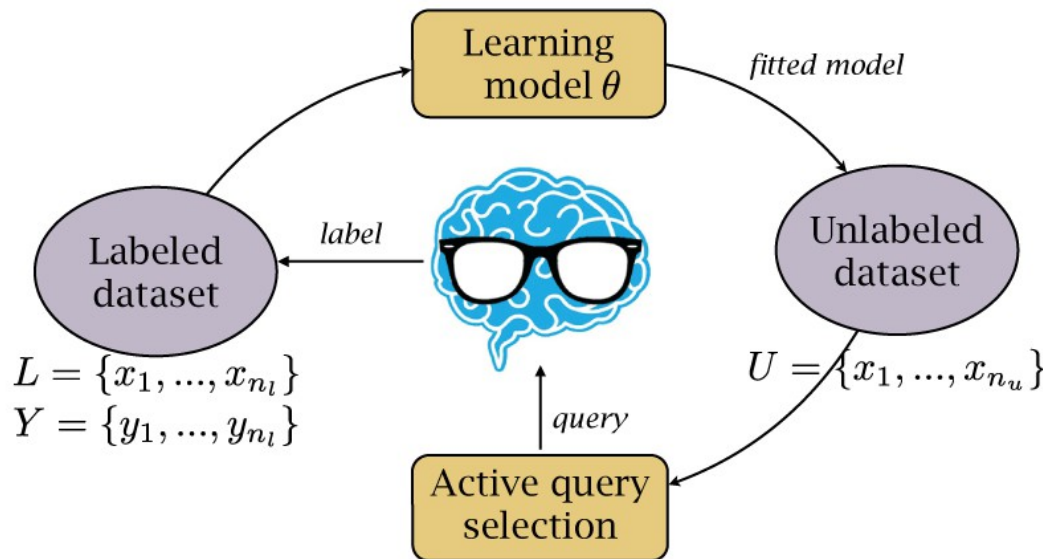 Learning
model θ
fitted model
label
Labeled
dataset
Unlabeled
dataset
L = {x_1, ..., x_{n_l}}
Y = {y_1, ..., y_{n_l}}
U = {x_1, ..., x_{n_u}}
query
Active query
selection